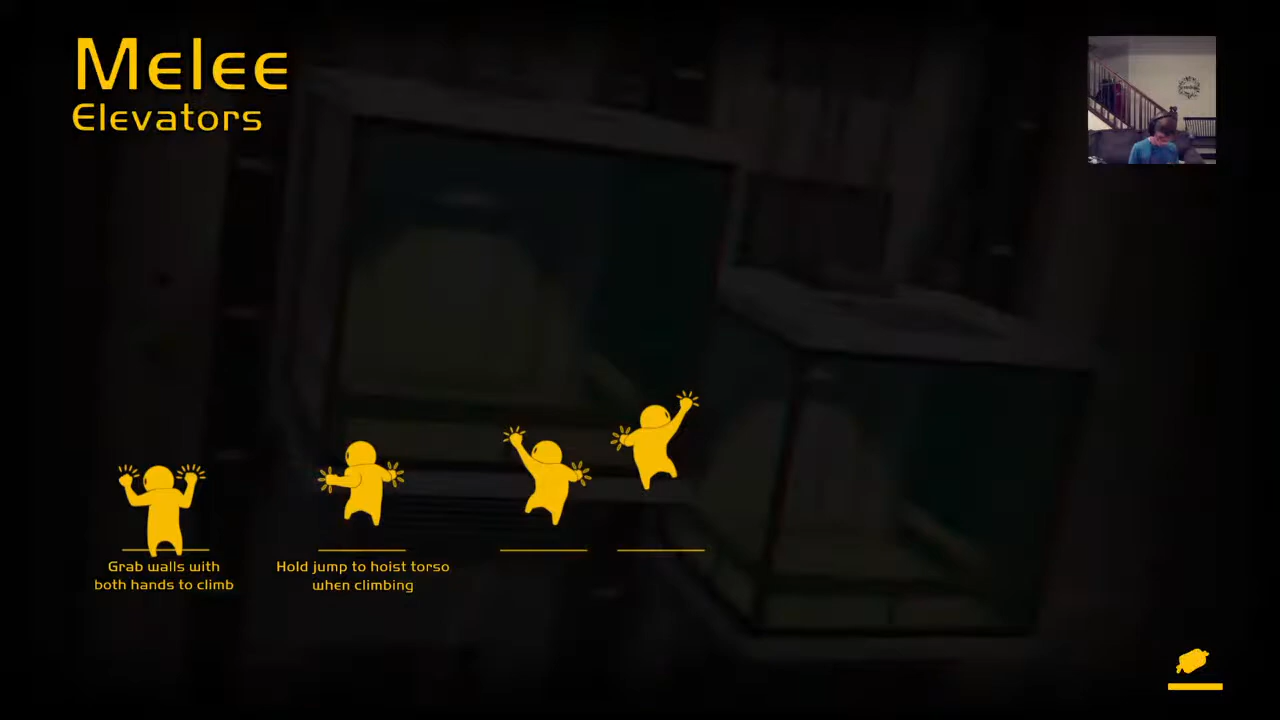 Melee
Elevators
Grab walls with
both hands to climb
Hold jump to hoist torso
when climbing